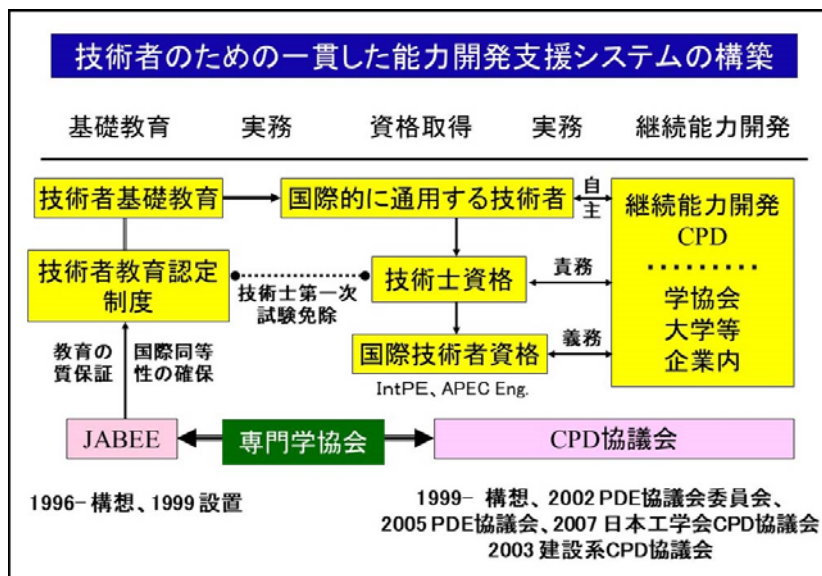 技術者のための一貫した能力開発支援システムの構築
基礎教育 実務 資格取得 実務 継続能力開発
技術者基礎教育
国際的に通用する技術者
自主
継続能力開発
CPD
・・・・・・・・・
学協会
大学等
企業内
技術者教育認定
制度
技術士第一次
試験免除
技術士資格
責務
国際技術者資格
義務
IntPE、APEC Eng.
教育の
質保証
国際同等
性の確保
JABEE
専門学協会
CPD協議会
1996- 構想、1999 設置
1999- 構想、2002 PDE協議会委員会、
2005 PDE協議会、2007 日本工学会CPD協議会
2003 建設系CPD協議会